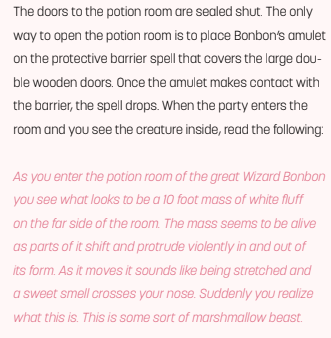 The doors to the potion room are sealed shut. The only
way to open the potion room is to place Bonbon's amulet
on the protective barrier spell that covers the large dou-
ble wooden doors. Once the amulet makes contact with
the barrier, the spell drops. When the party enters the
room and you see the creature inside, read the following:

As you enter the potion room of the great Wizard Bonbon
you see what looks to be a 10 foot mass of white fluff
on the far side of the room. The mass seems to be alive
as parts of it shift and protrude violently in and out of
its form. As it moves it sounds like being stretched and
a sweet smell crosses your nose. Suddenly you realize
what this is. This is some sort of marshmallow beast.